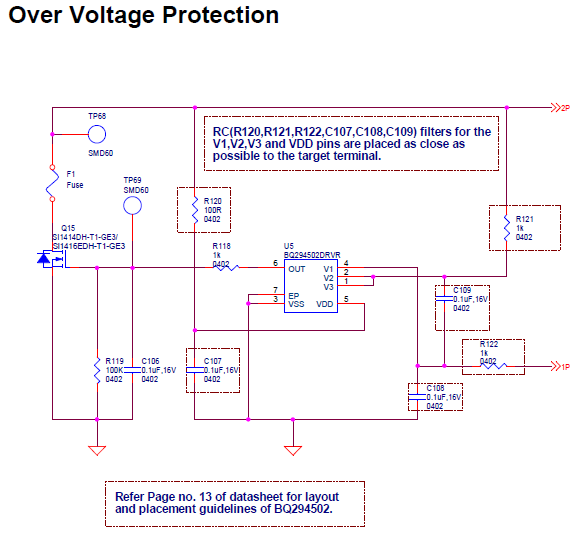 Over Voltage Protection
2P
TP68
SMD60
RC(R120,R121,R122,C107,C108,C109) filters for the
V1,V2,V3 and VDD pins are placed as close as
possible to the target terminal.
F1
Fuse
TP69
SMD60
R120
100R
0402
R121
1k
0402
Q15
SI1414DH-T1-GE3/
SI1416EDH-T1-GE3
R118
1k
0402
U5
BQ294502DRVR
6
OUT
V1
4
V2
2
V3
1
7
EP
3
VSS
VDD
5
C109
0.1uF,16V
0402
R122
1k
0402
1P
R119
100K
0402
C106
0.1uF,16V
0402
C107
0.1uF,16V
0402
C108
0.1uF,16V
0402
Refer Page no. 13 of datasheet for layout
and placement guidelines of BQ294502.